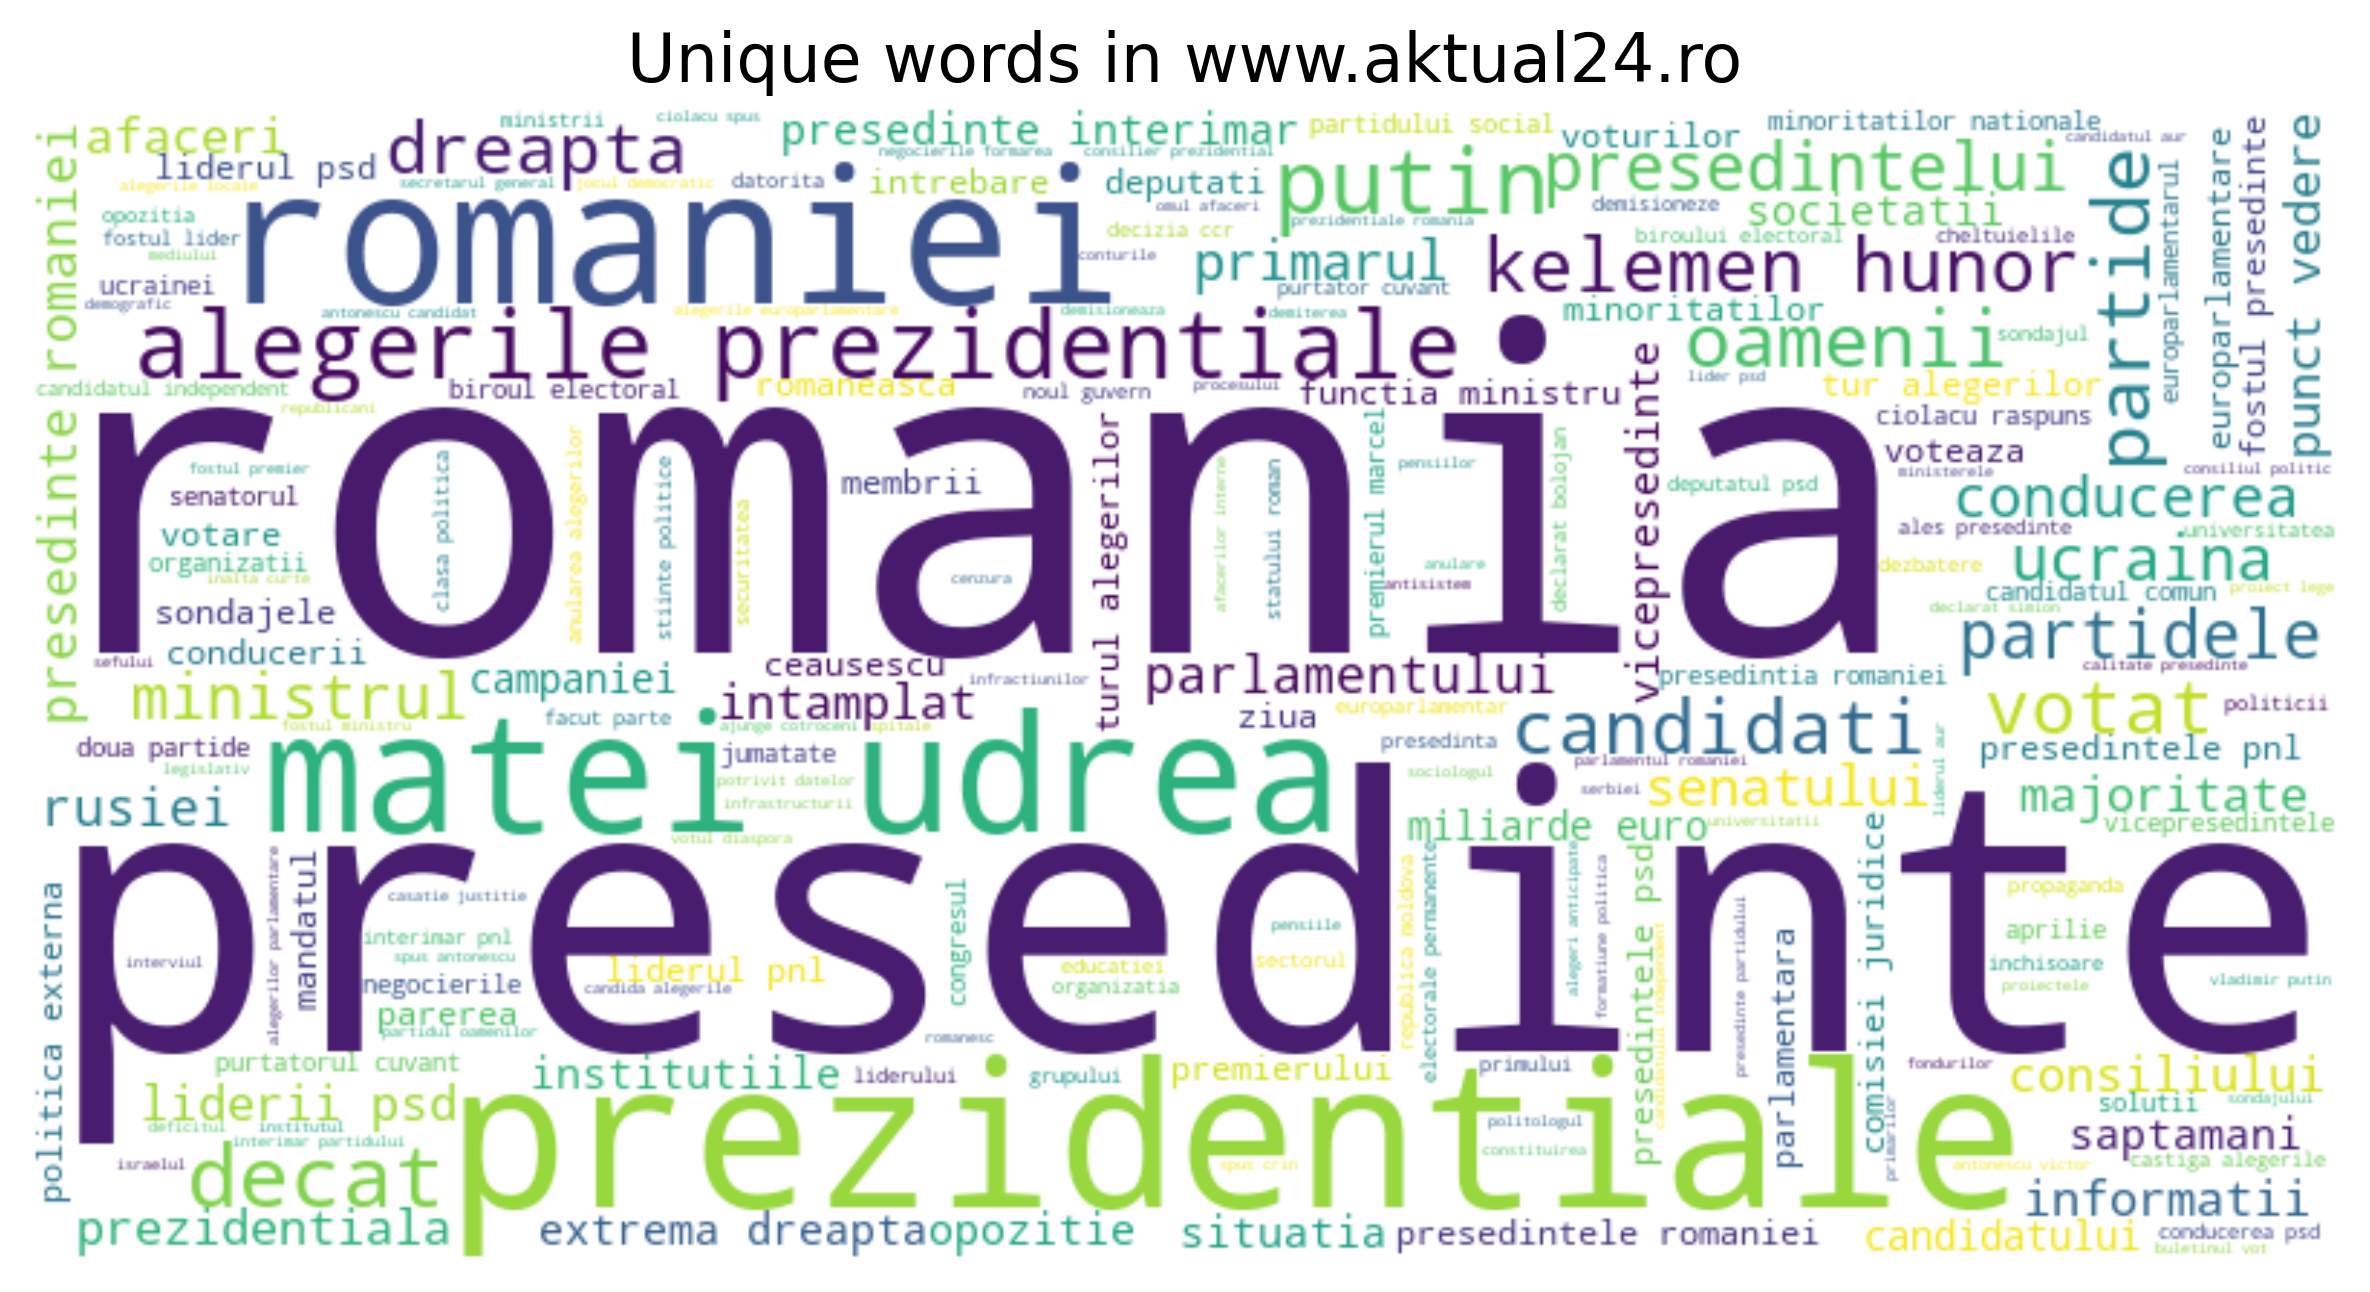 Unique words in www.aktual24.ro
afaceri
ministrii
ciolacu spus
presedinte interimar
partidului social
voturilor
minoritatilor nationale
candidatul aur
liderul psd
dreapta
negocierile formarea
consilier prezidential
putin
presedintelui
partide
europarlamentarul
europarlamentare
fostul presedinte
punct vedere
alegerile locale
secretarul general
jocul democratic
datorita
intrebare
deputati
omul afaceri
demisioneze
societatii
opozitia
romaniei
prezidentiale romania
decizia ccr
biroului electoral
cheltuielile
fostul lider
mediului
conturile
primarul
kelemen hunor
ucrainei
demografic
purtator cuvant
antonescu candidat
alegerile europarlamentare
demisioneaza
demiterea
minoritatilor
alegerile prezidentiale
oamenii
sondajul
presedinte romaniei
candidatul independent
biroul electoral
romaneasca
noul guvern
procesului
functia ministru
lider psd
tur alegerilor
republicani
ciolacu raspuns
romania
voteaza
ministerele
consiliul politic
fostul premier
senatorul
clasa politica
anularea alegerilor
stiinte politice
securitatea
membrii
turul alegerilor
afacerilor interne
statului roman
premierul marcel
pensiilor
declarat bolojan
vicepresedinte
deputatul psd
conducerea
votare
ales presedinte
universitatea
organizatii
inalta curte
cenzura
anulare
antisistem
dezbatere
ucraina
candidatul comun
proiect lege
sondajele
declarat simion
partidele
sefului
conducerii
ceausescu
infractiunilor
parlamentului
presedintia romaniei
calitate presedinte
ministrul
campaniei
intamplat
europarlamentar
votat
politicii
fostul ministru
facut parte
ajunge cotroceni
spitale
ziua
candidati
liderul aur
doua partide
jumatate
presedinta
parlamentul romaniei
presedintele pnl
legislativ
matei udrea
potrivit datelor
sociologul
serbiei
senatului
majoritate
rusiei
infrastructurii
miliarde euro
universitatii
vicepresedintele
votul diaspora
presedinte
politica externa
alegerilor parlamentare
mandatul
casatie justitie
congresul
pensiile
republica moldova
electorale permanente
alegeri anticipate
formatiune politica
presedintele psd
candidatului independent
presedinte partidului
parlamentara
comisiei juridice
primarilor
propaganda
interimar pnl
aprilie
interviul
spus antonescu
liderul pnl
educatiei
sectorul
inchisoare
negocierile
candida alegerile
organizatia
proiectele
vladimir putin
parerea
partidul oamenilor
romanesc
purtatorul cuvant
institutiile
liderului
grupului
premierului
primului
fondurilor
consiliului
liderii psd
solutii
sondajului
deficitul
institutul
interimar partidului
politologul
saptamani
prezidentiale
constituirea
israelul
decat
spus crin
antonescu victor
castiga alegerile
informatii
prezidentiala
extrema dreapta
opozitie
situatia
presedintele romaniei
candidatului
conducerea psd
buletinul vot